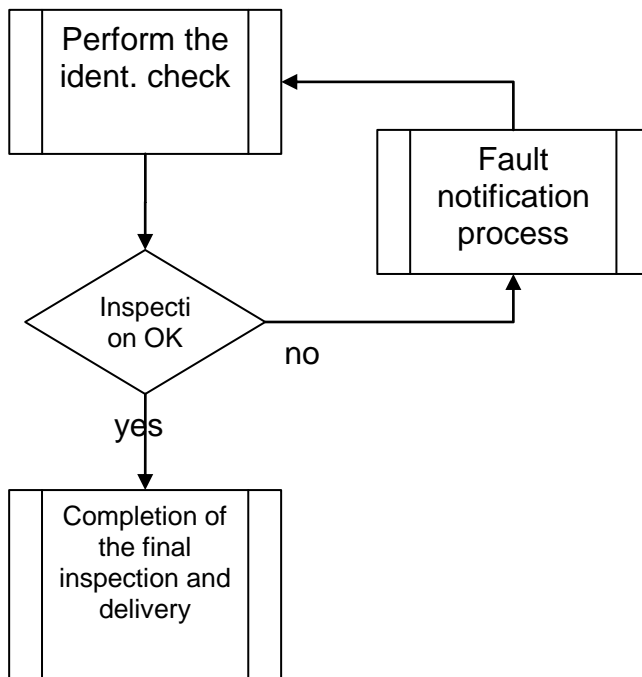 Perform the
ident. check
Fault
notification
process
Inspecti
on OK
no
yes
Completion of
the final
inspection and
delivery